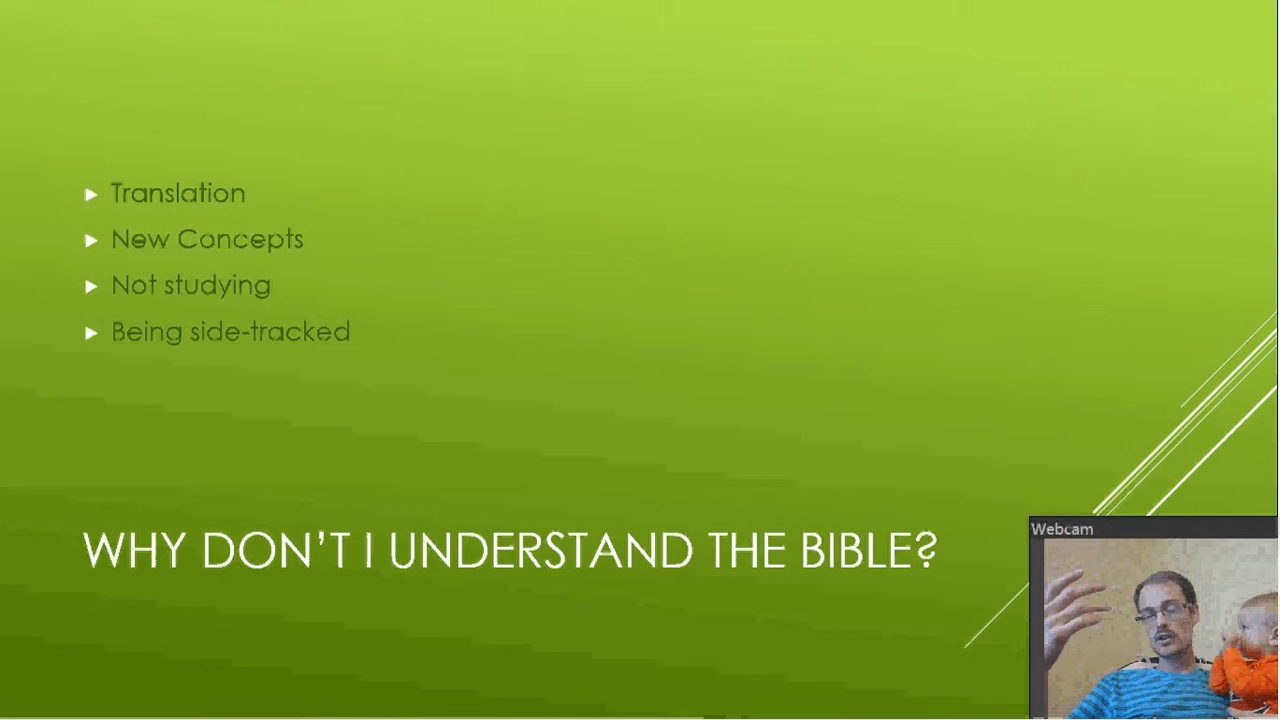 Translation
New Concepts
Not studying
Being side-tracked
WHY DON'T I UNDERSTAND THE BIBLE?
Webcam